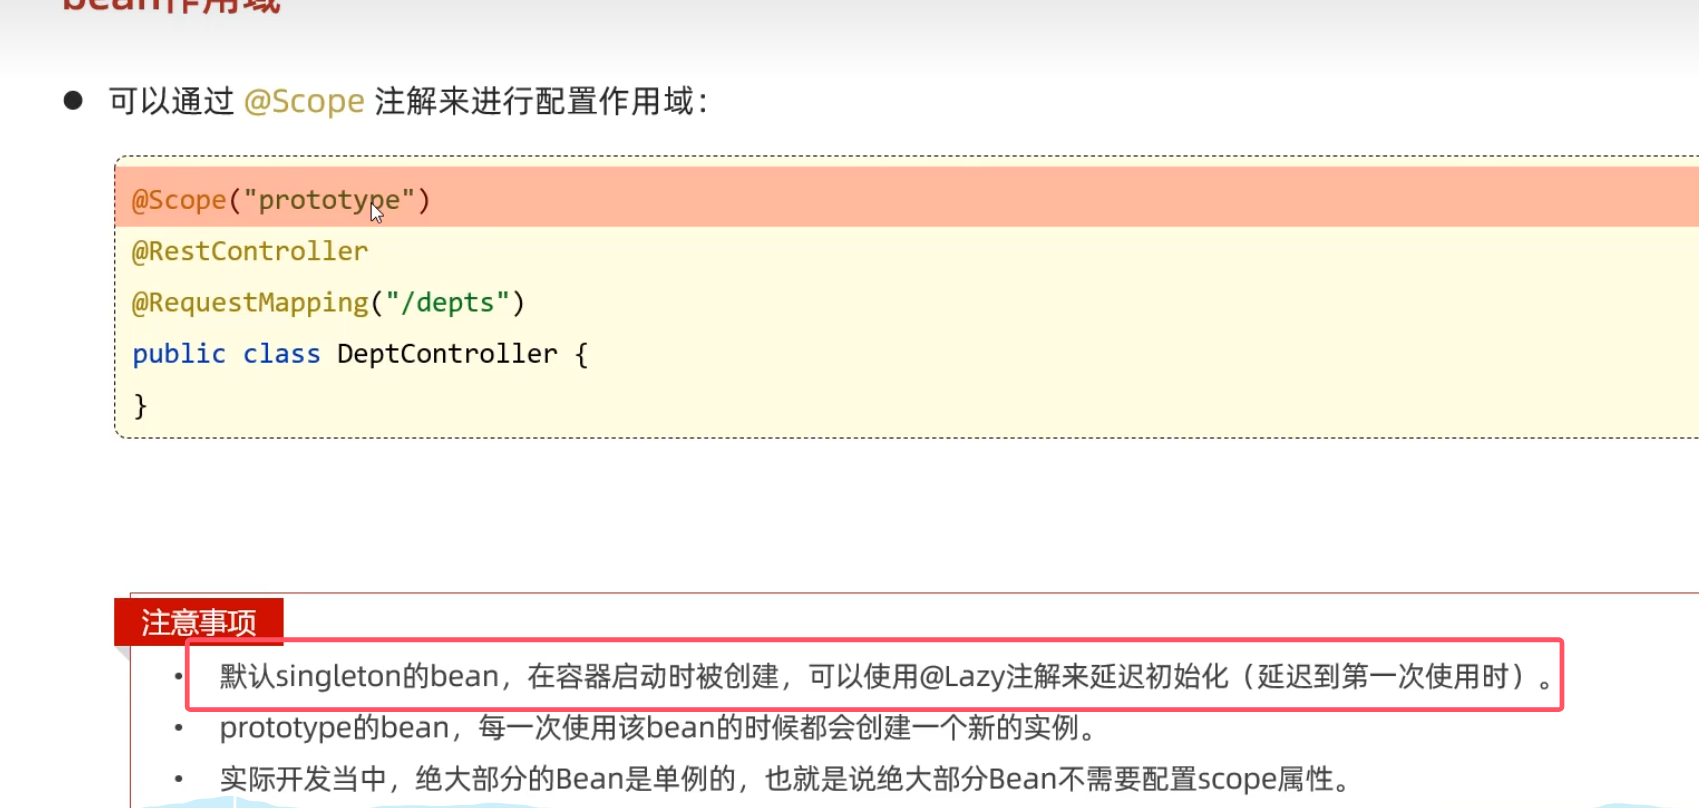 bean作用域
● 可以通过 @Scope 注解来进行配置作用域：
@Scope("prototype")
@RestController
@RequestMapping("/depts")
public class DeptController {
}
注意事项
• 默认singleton的bean，在容器启动时被创建，可以使用@Lazy注解来延迟初始化（延迟到第一次使用时）。
• prototype的bean，每一次使用该bean的时候都会创建一个新的实例。
• 实际开发当中，绝大部分的Bean是单例的，也就是说绝大部分Bean不需要配置scope属性。